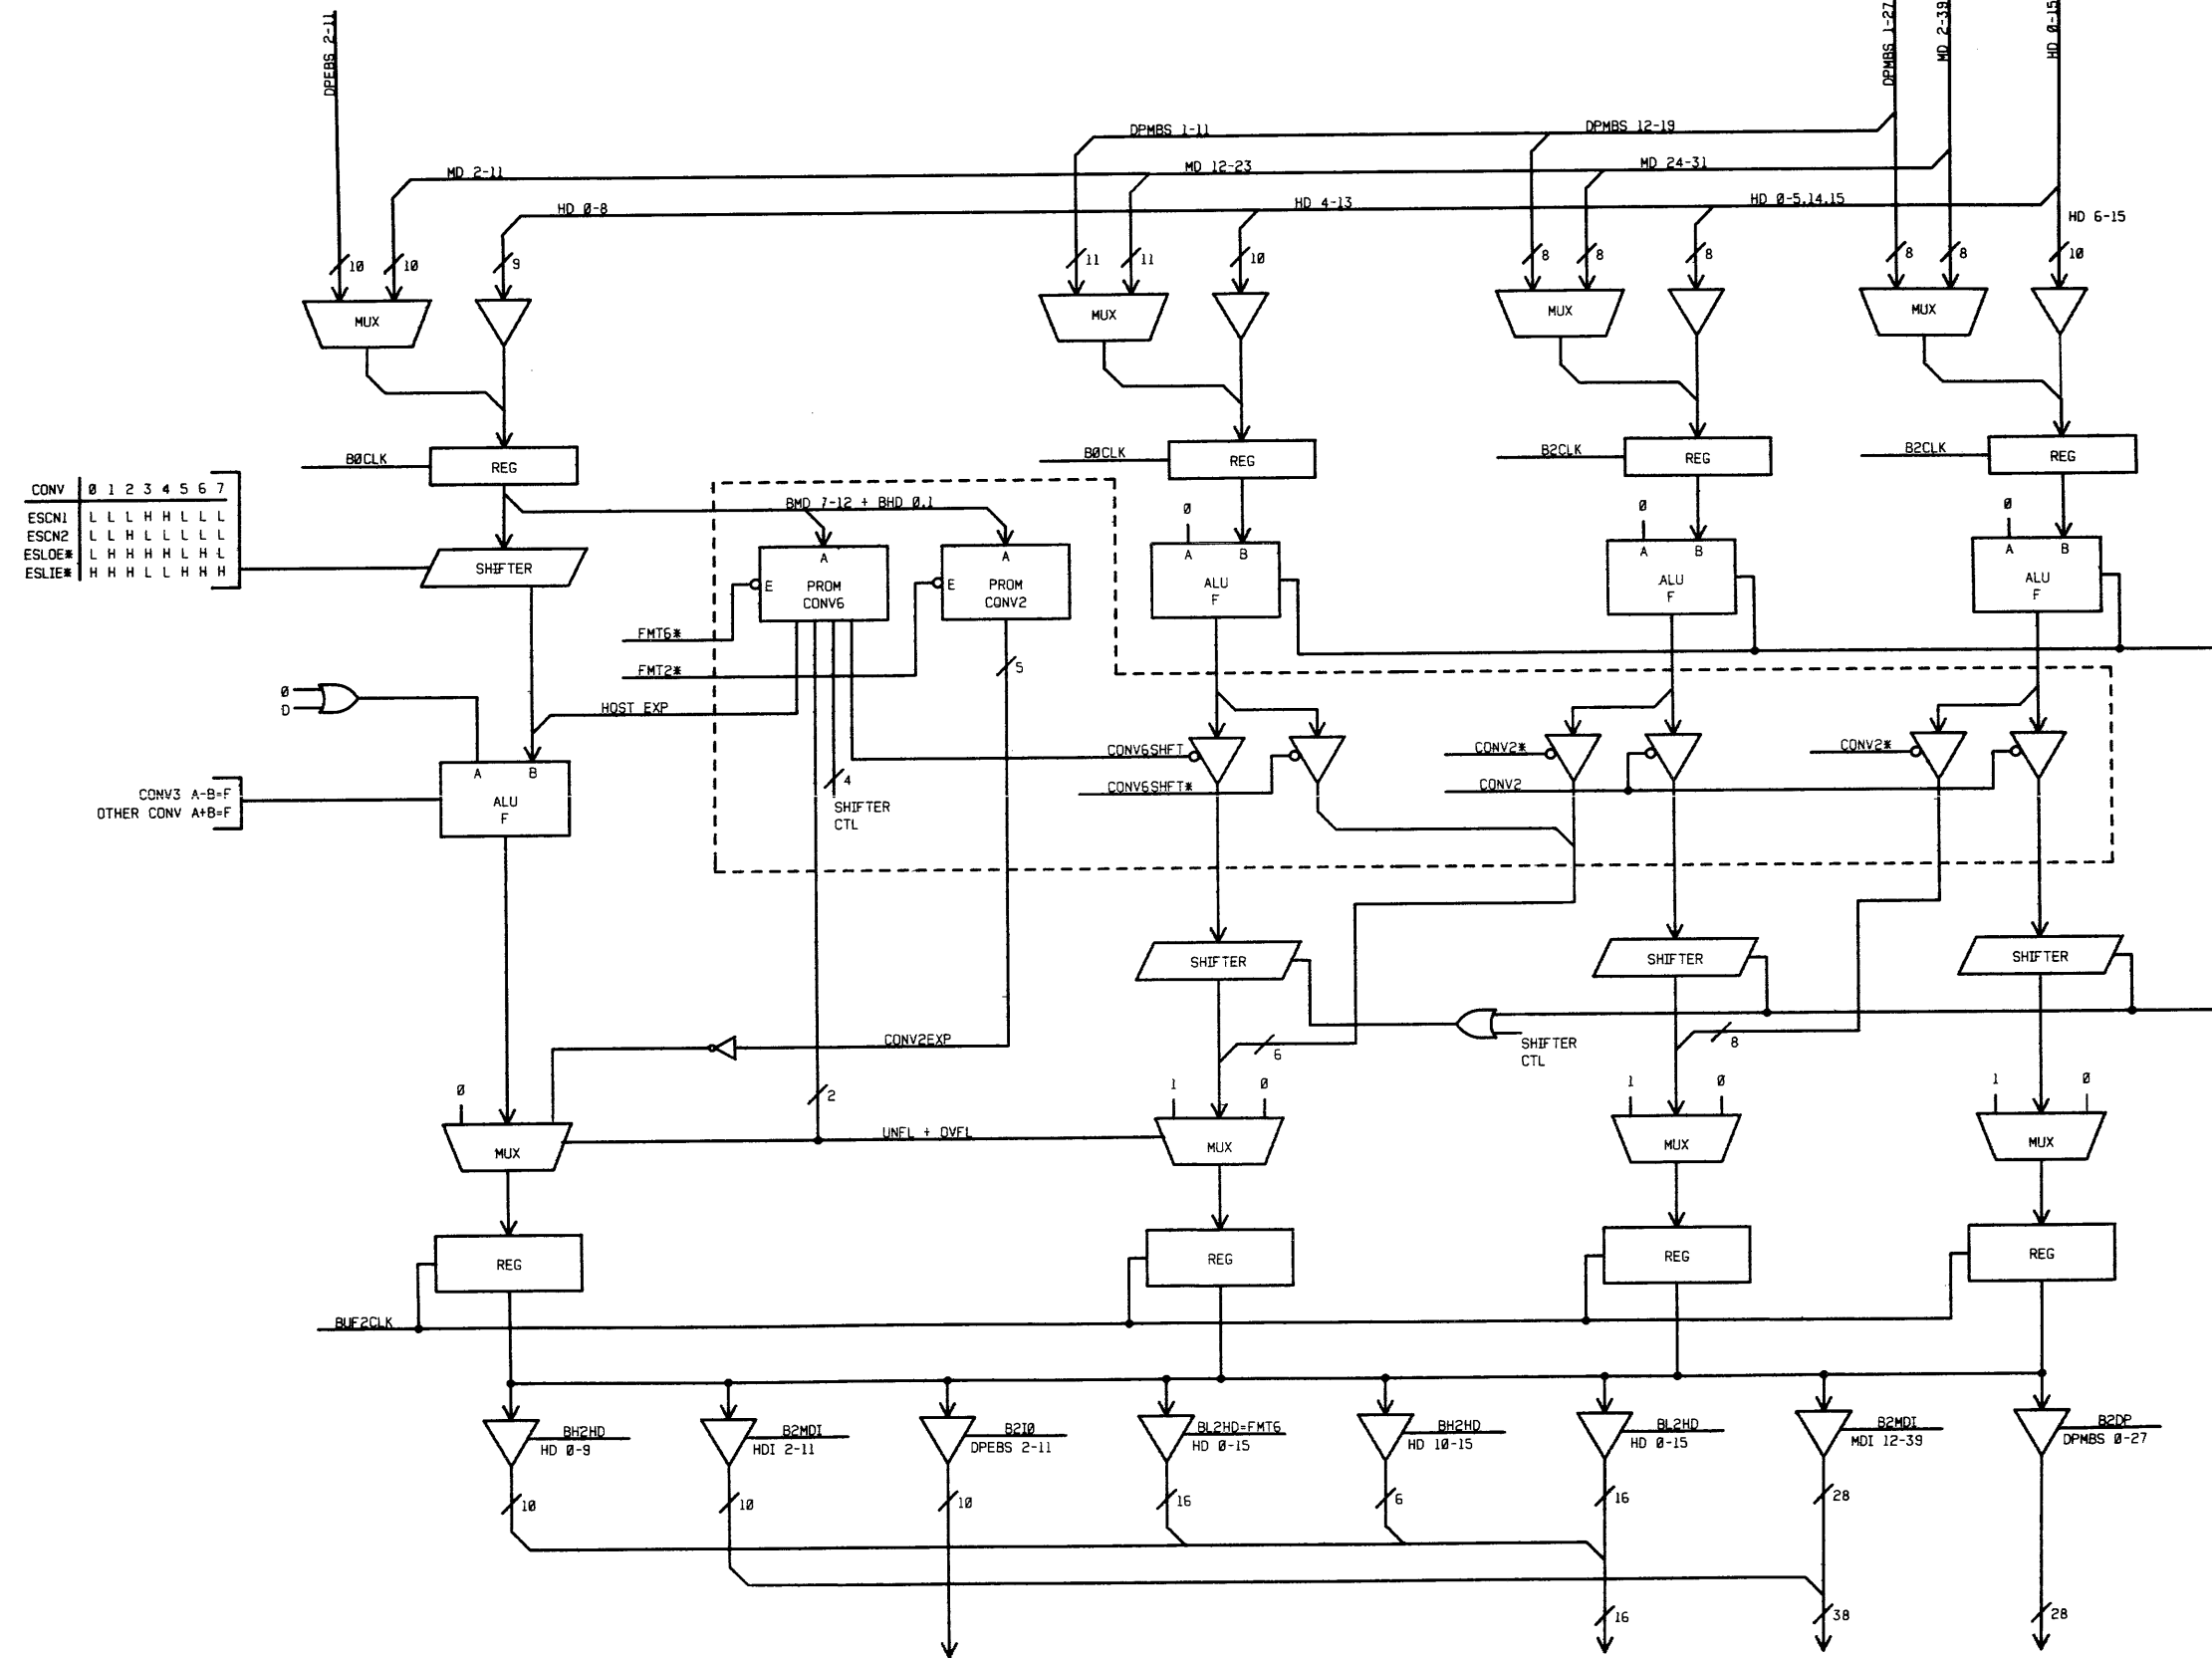 DPEBS 2-11
DPMBS 1-27
MD 2-39
HD 0-15
DPMBS 1-11
DPMBS 12-19
MD 2-11
MD 12-23
MD 24-31
HD 0-8
HD 4-13
HD 0-5,14,15
HD 6-15
10
10
9
11
11
10
8
8
8
8
8
10
MUX
MUX
MUX
MUX
B0CLK
REG
B0CLK
REG
B2CLK
REG
B2CLK
REG
CONV 0 1 2 3 4 5 6 7
ESCN1 L L L H H L L L
ESCN2 L L H L L L L L
ESLOE* L H H H H L H L
ESLIE* H H H L L H H H
SHIFTER
BMD 7-12 + BHD 0,1
A
E
PROM
CONV6
A
E
PROM
CONV2
0
A B
ALU
F
0
A B
ALU
F
0
A B
ALU
F
FMT6*
FMT2*
5
0
D
HOST EXP
A B
ALU
F
CONV3 A-B=F
OTHER CONV A+B=F
4
SHIFTER
CTL
CONV6SHFT
CONV6SHFT*
CONV2*
CONV2
CONV2*
SHIFTER
SHIFTER
SHIFTER
CONV2EXP
6
SHIFTER
CTL
8
0
2
1 0
1 0
1 0
UNFL + OVFL
MUX
MUX
MUX
MUX
REG
REG
REG
REG
BUF2CLK
BH2HD
HD 0-9
B2MDI
HDI 2-11
B2IO
DPEBS 2-11
BL2HD=FMT6
HD 0-15
BH2HD
HD 10-15
BL2HD
HD 0-15
B2MDI
MDI 12-39
B2DP
DPMBS 0-27
10
10
10
16
6
16
28
16
38
28